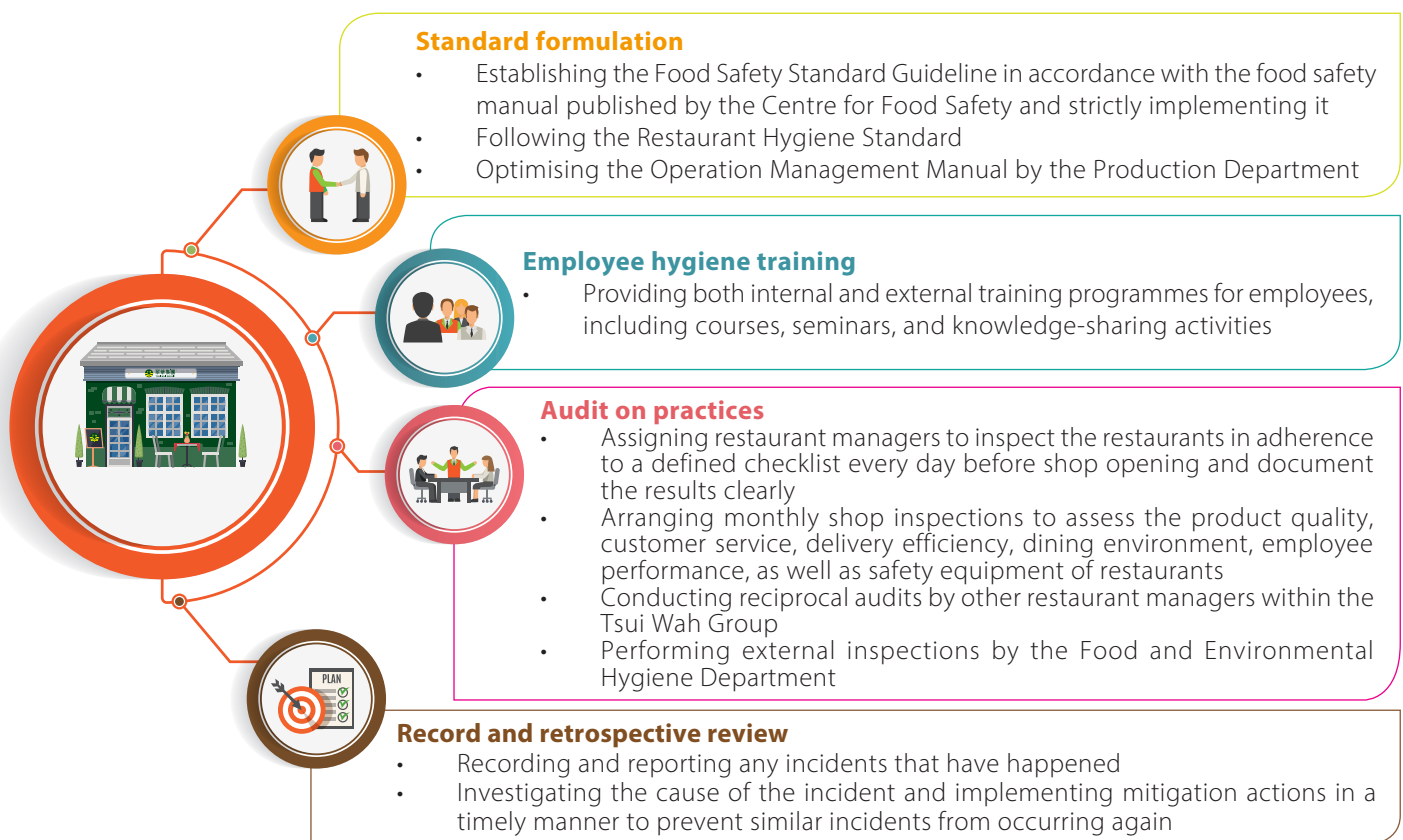 Standard formulation
• Establishing the Food Safety Standard Guideline in accordance with the food safety
manual published by the Centre for Food Safety and strictly implementing it
• Following the Restaurant Hygiene Standard
• Optimising the Operation Management Manual by the Production Department
Employee hygiene training
• Providing both internal and external training programmes for employees,
including courses, seminars, and knowledge-sharing activities
Audit on practices
• Assigning restaurant managers to inspect the restaurants in adherence
to a defined checklist every day before shop opening and document
the results clearly
• Arranging monthly shop inspections to assess the product quality,
customer service, delivery efficiency, dining environment, employee
performance, as well as safety equipment of restaurants
• Conducting reciprocal audits by other restaurant managers within the
Tsui Wah Group
• Performing external inspections by the Food and Environmental
Hygiene Department
PLAN
Record and retrospective review
• Recording and reporting any incidents that have happened
• Investigating the cause of the incident and implementing mitigation actions in a
timely manner to prevent similar incidents from occurring again